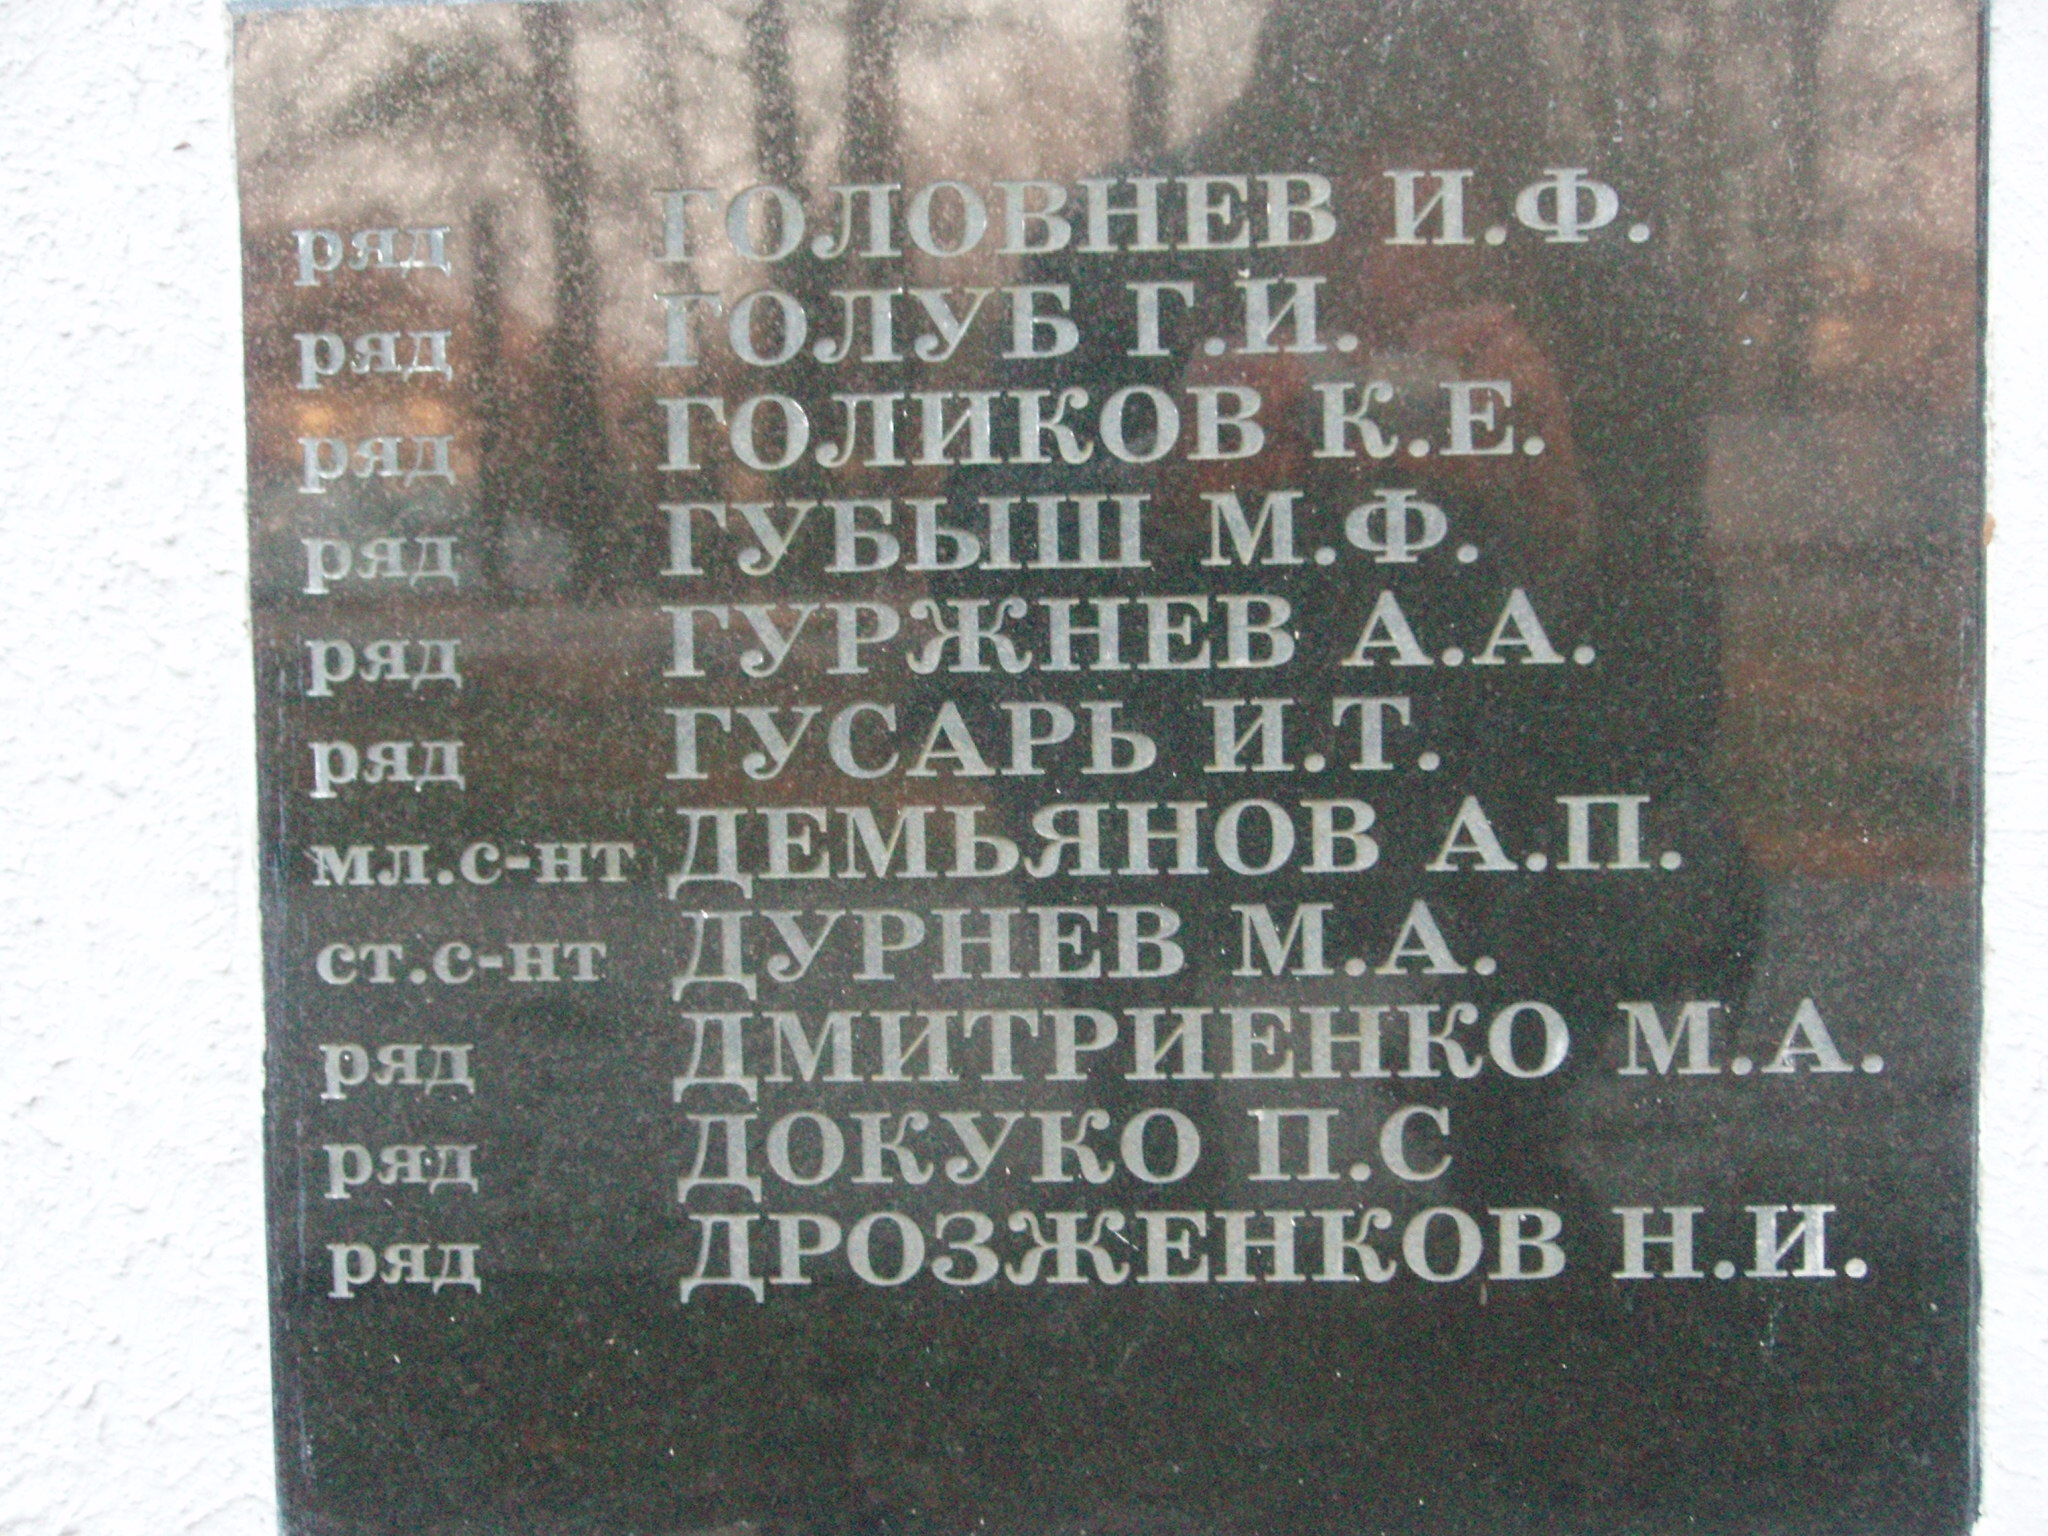 ряд ГОЛОВНЕВ И.Ф.
ряд ГОЛУБ Г.И.
ряд ГОЛИКОВ К.Е.
ряд ГУБЫШ М.Ф.
ряд ГУРЖНЕВ А.А.
ряд ГУСАРЬ И.Т.
мл.с-нт ДЕМЬЯНОВ А.П.
ст.с-нт ДУРНЕВ М.А.
ряд ДМИТРИЕНКО М.А.
ряд ДОКУКО П.С
ряд ДРОЗЖЕНКОВ Н.И.